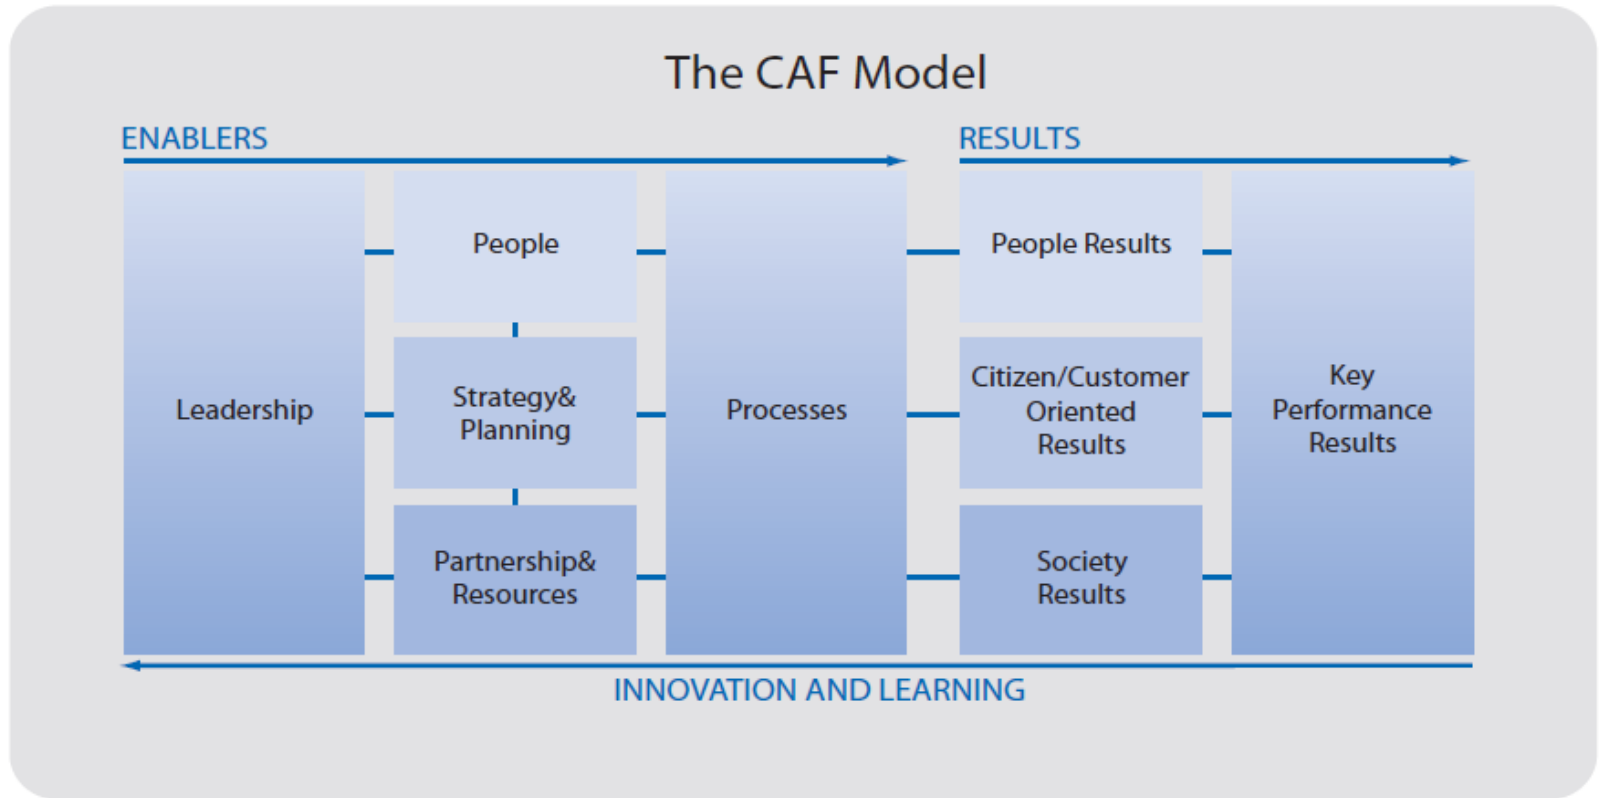 The CAF Model
ENABLERS
RESULTS
Leadership
People
Strategy&
Planning
Partnership&
Resources
Processes
People Results
Citizen/Customer
Oriented
Results
Society
Results
Key
Performance
Results
INNOVATION AND LEARNING